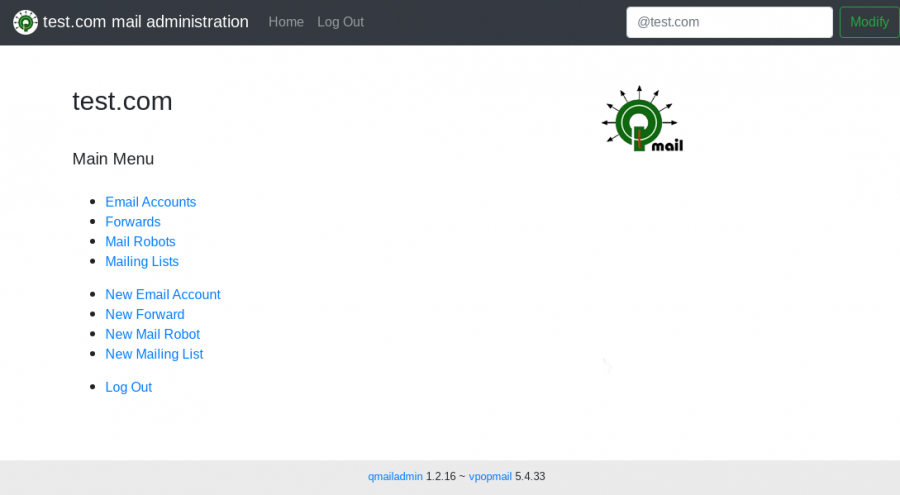 test.com mail administration Home Log Out @test.com Modify
test.com
mail
Main Menu
Email Accounts
Forwards
Mail Robots
Mailing Lists
New Email Account
New Forward
New Mail Robot
New Mailing List
Log Out
qmailadmin 1.2.16 ~ vpopmail 5.4.33